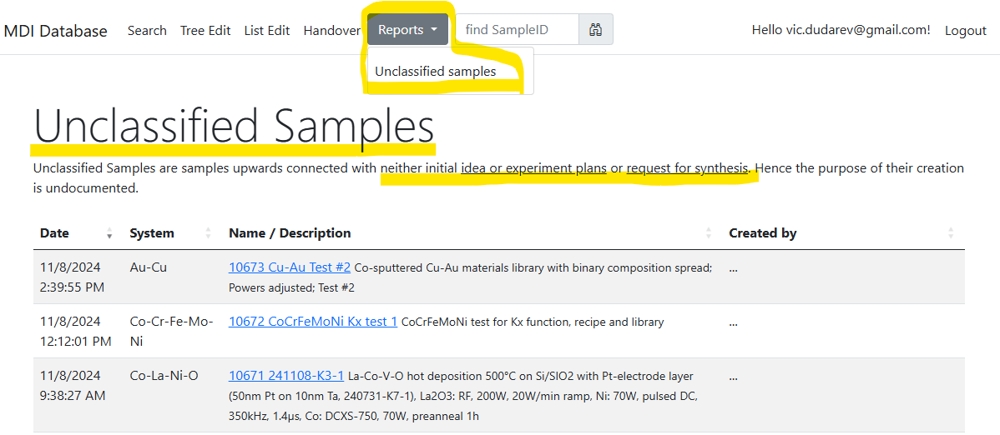 MDI Database Search Tree Edit List Edit Handover Reports find SampleID Hello vic.dudarev@gmail.com! Logout
Unclassified samples
Unclassified Samples
Unclassified Samples are samples upwards connected with neither initial idea or experiment plans or request for synthesis. Hence the purpose of their creation
is undocumented.
Date System Name / Description Created by
11/8/2024 Au-Cu 10673 Cu-Au Test #2 Co-sputtered Cu-Au materials library with binary composition spread; ...
2:39:55 PM Powers adjusted; Test #2
11/8/2024 Co-Cr-Fe-Mo- 10672 CoCrFeMoNi Kx test 1 CoCrFeMoNi test for Kx function, recipe and library ...
12:12:01 PM Ni
11/8/2024 Co-La-Ni-O 10671 241108-K3-1 La-Co-V-O hot deposition 500°C on Si/SIO2 with Pt-electrode layer ...
9:38:27 AM (50nm Pt on 10nm Ta, 240731-K7-1), La2O3: RF, 200W, 20W/min ramp, Ni: 70W, pulsed DC,
350kHz, 1.4µs, Co: DCXS-750, 70W, preanneal 1h